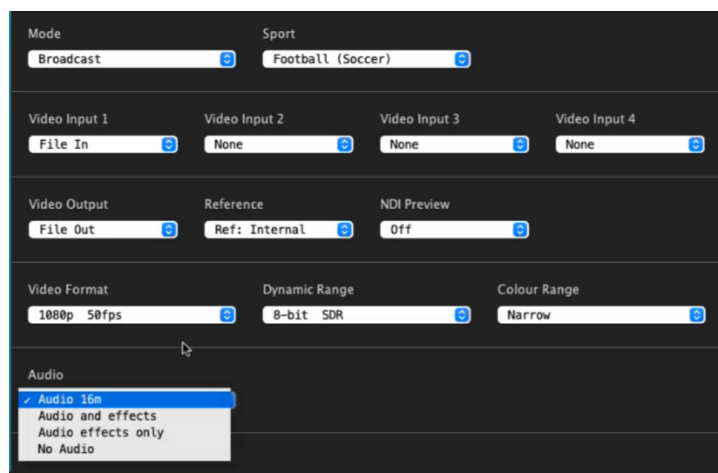 Mode Sport
Broadcast Football (Soccer)
Video Input 1 Video Input 2 Video Input 3 Video Input 4
File In None None None
Video Output Reference NDI Preview
File Out Ref: Internal Off
Video Format Dynamic Range Colour Range
1080p 50fps 8-bit SDR Narrow
Audio
✓ Audio 16m
Audio and effects
Audio effects only
No Audio